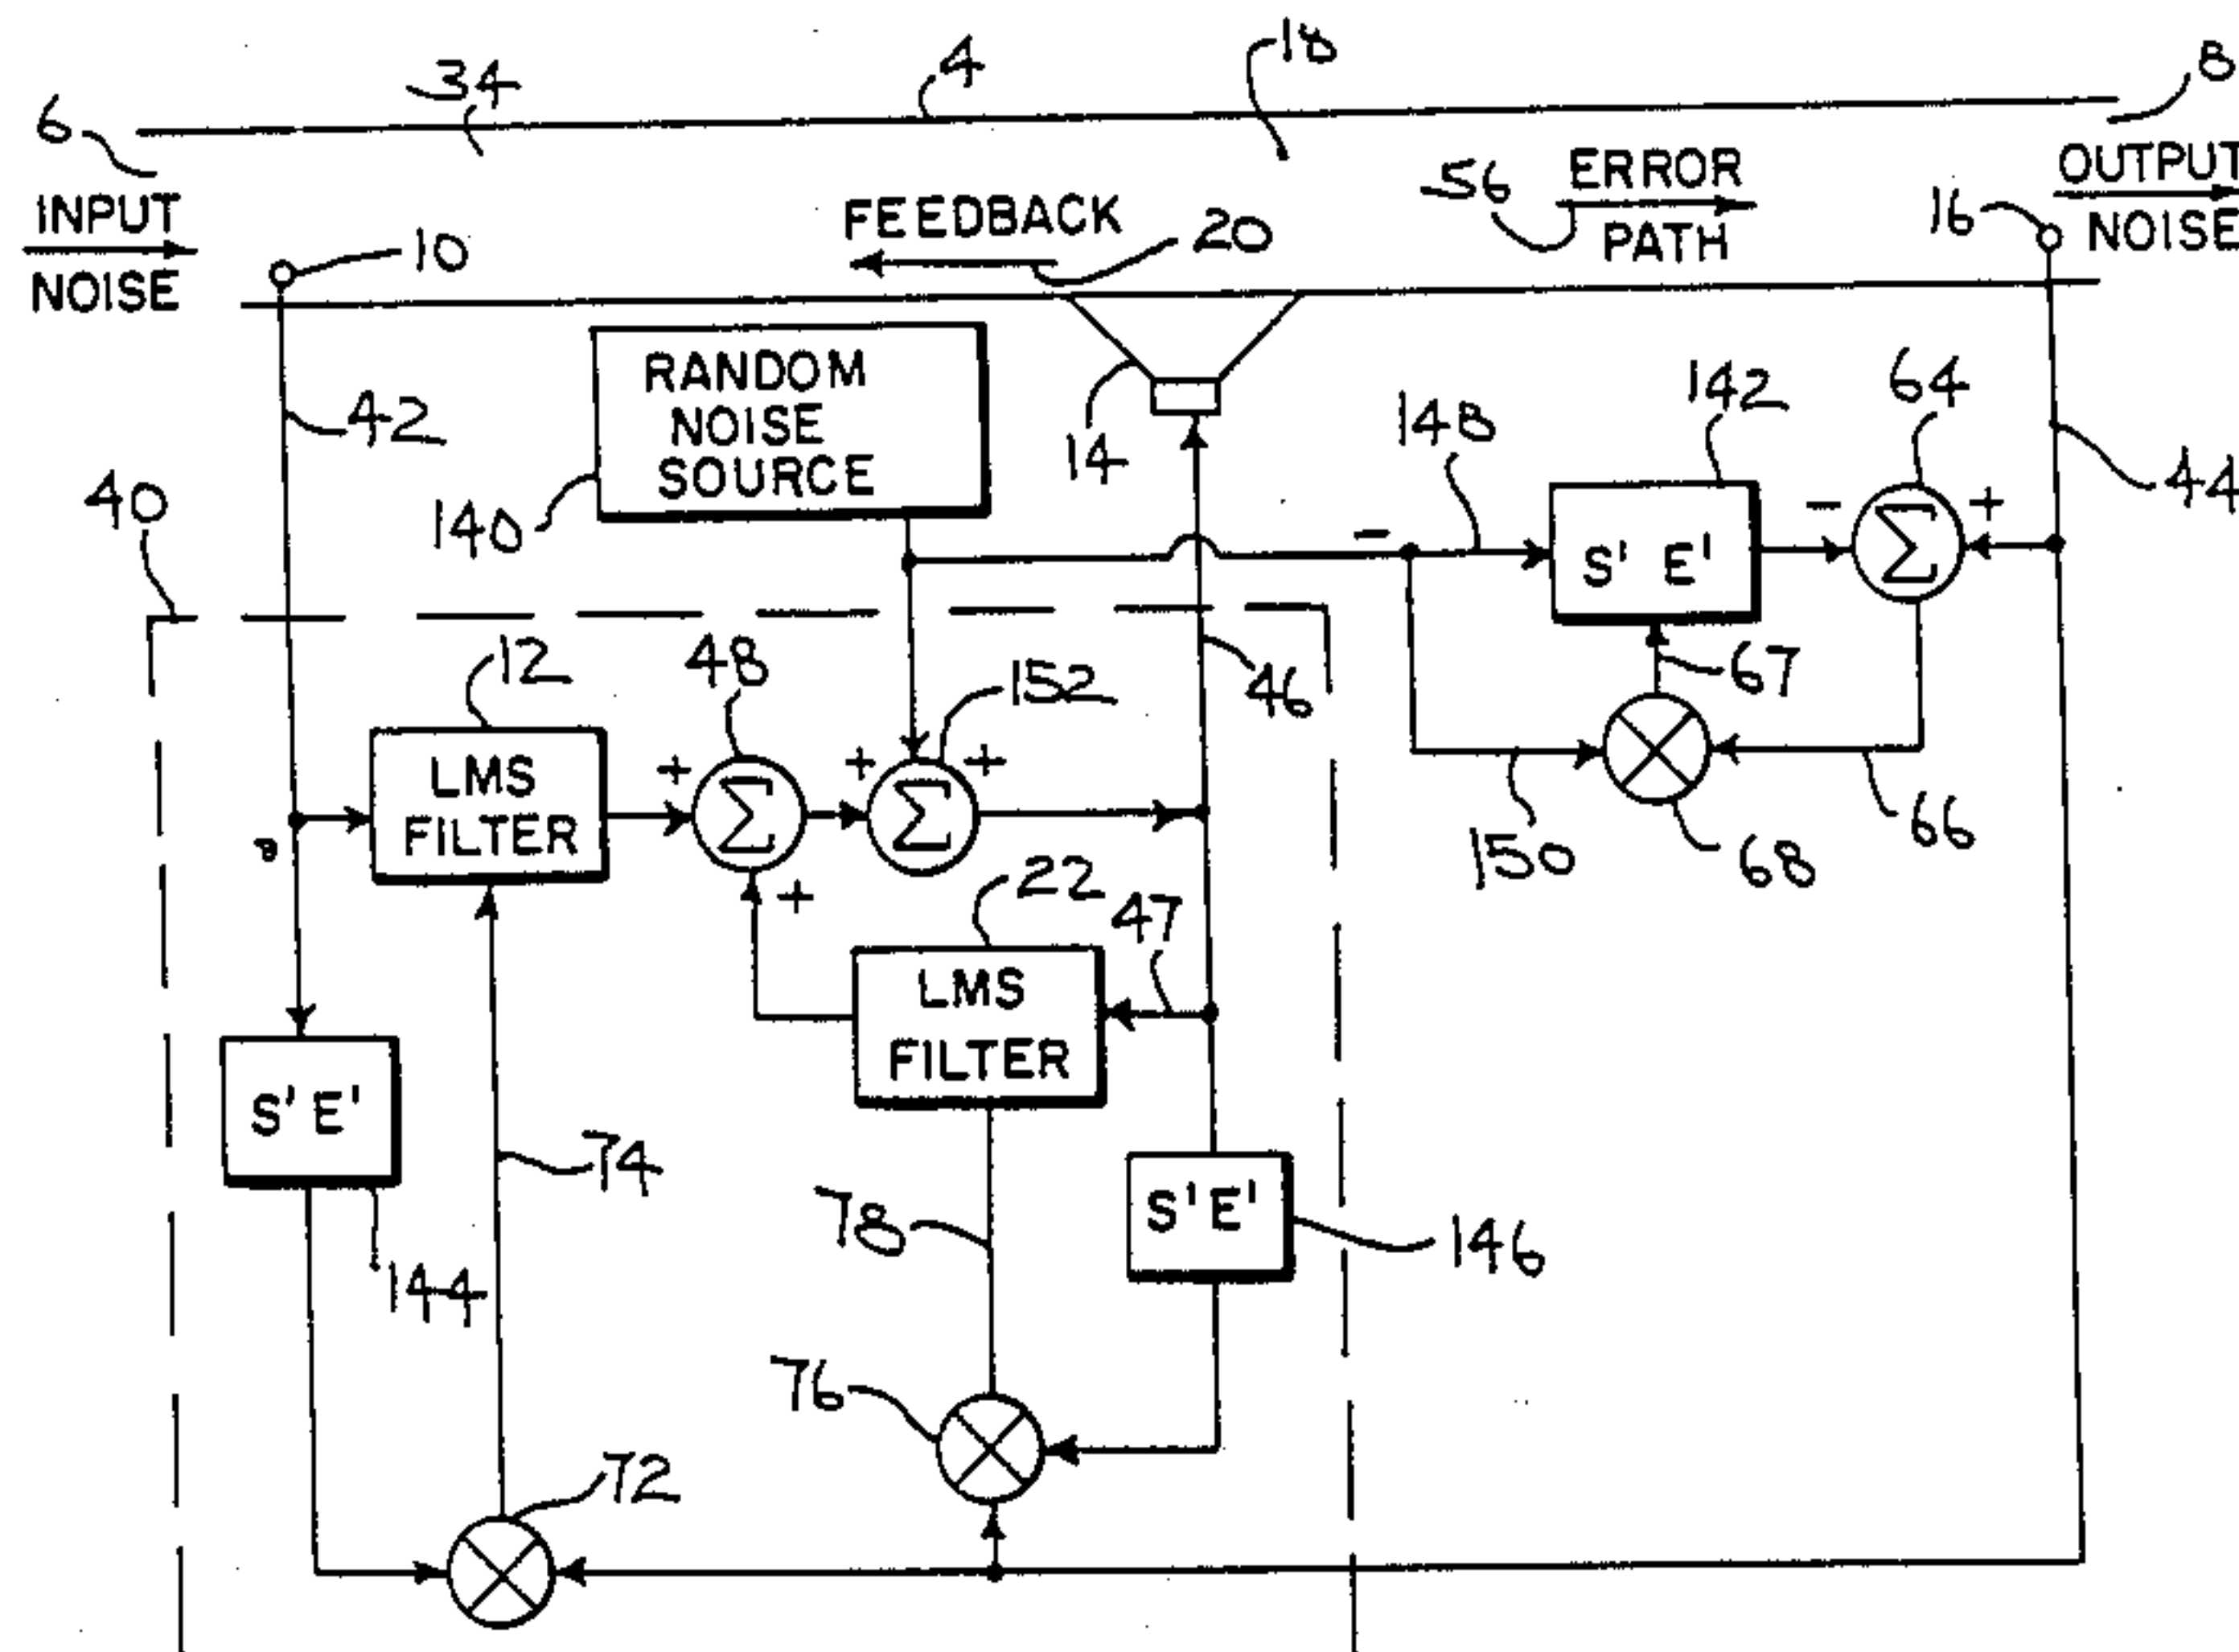 34
4
18
8
6
INPUT
NOISE
10
FEEDBACK
20
56
ERROR
PATH
16
OUTPUT
NOISE
42
RANDOM
NOISE
SOURCE
140
14
148
142
64
44
40
S' E'
- +
-
12
48
152
46
67
LMS
FILTER
+
Σ
+
Σ
+
Σ
150
68
66
+
22
47
LMS
FILTER
S' E'
144
74
78
S' E'
146
76
72